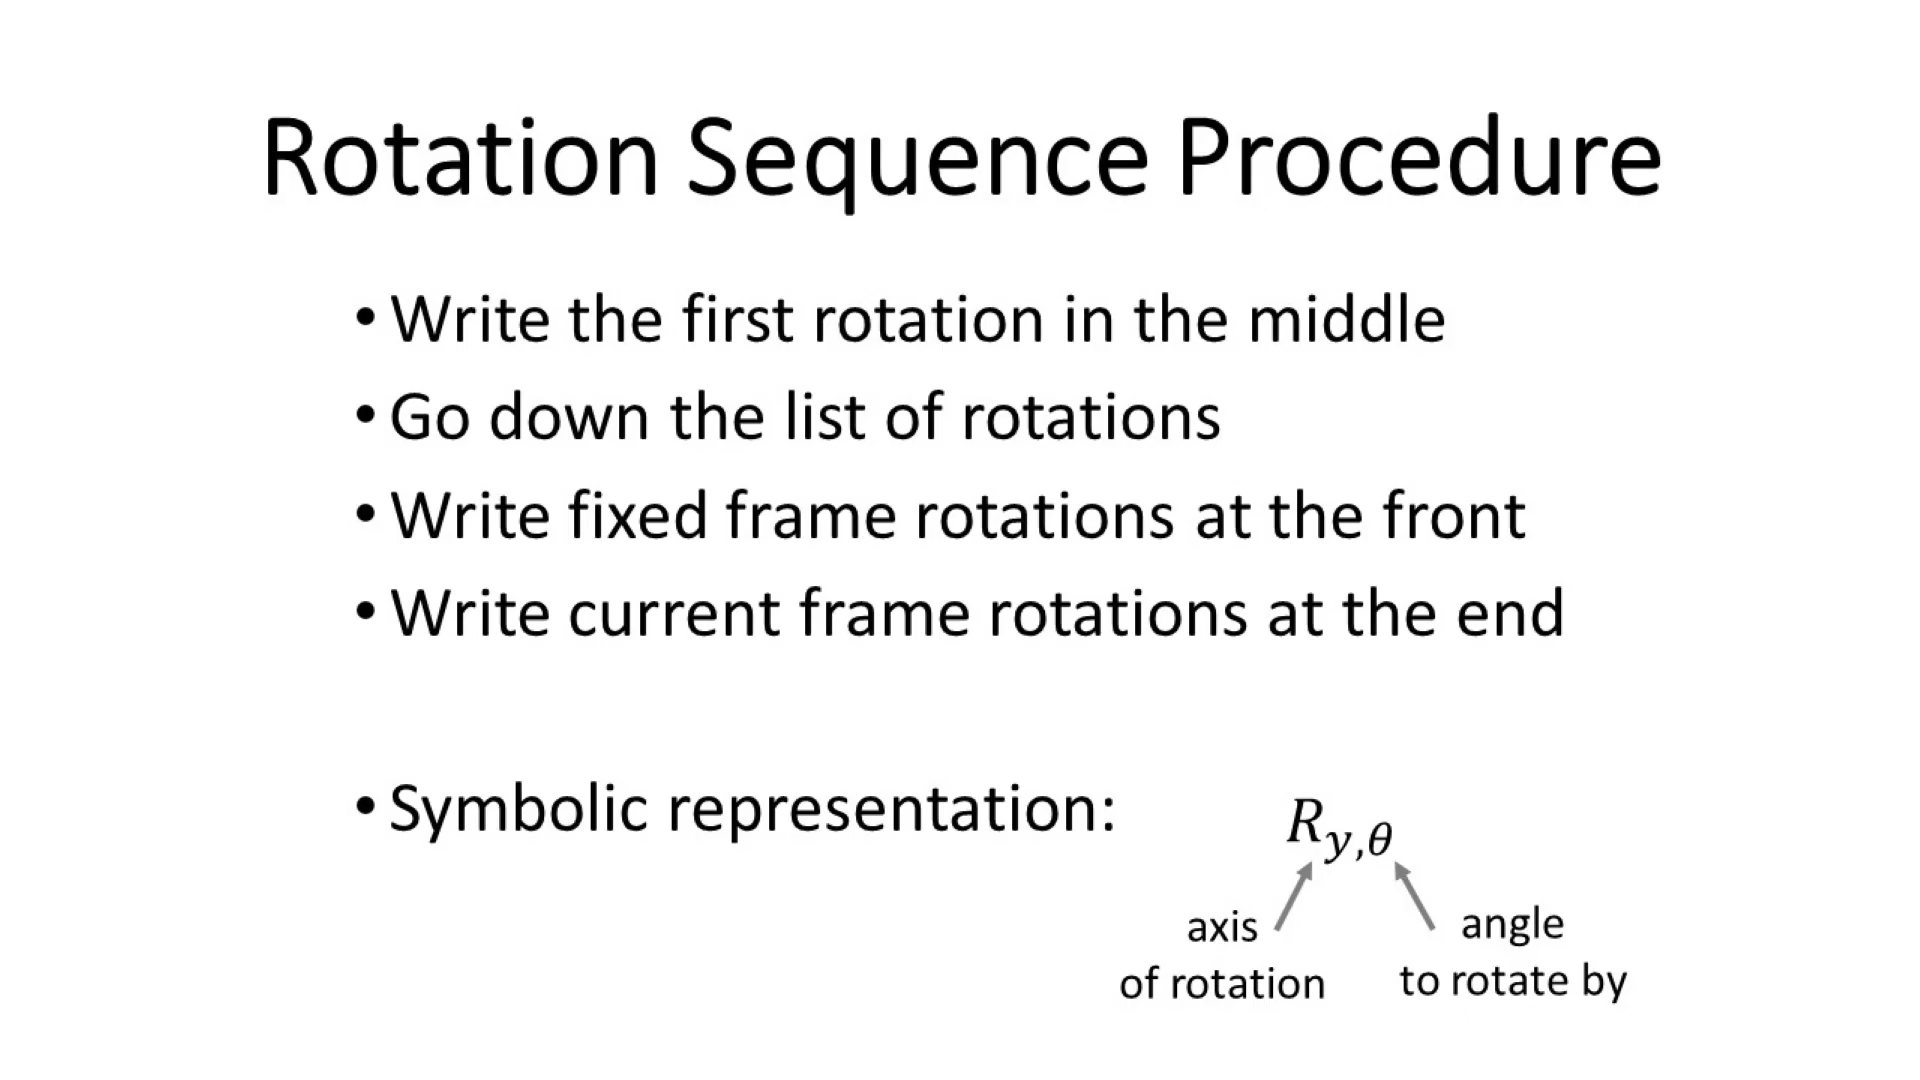 Rotation Sequence Procedure
• Write the first rotation in the middle
• Go down the list of rotations
• Write fixed frame rotations at the front
• Write current frame rotations at the end
• Symbolic representation:
R_{y,θ}
axis
of rotation
angle
to rotate by